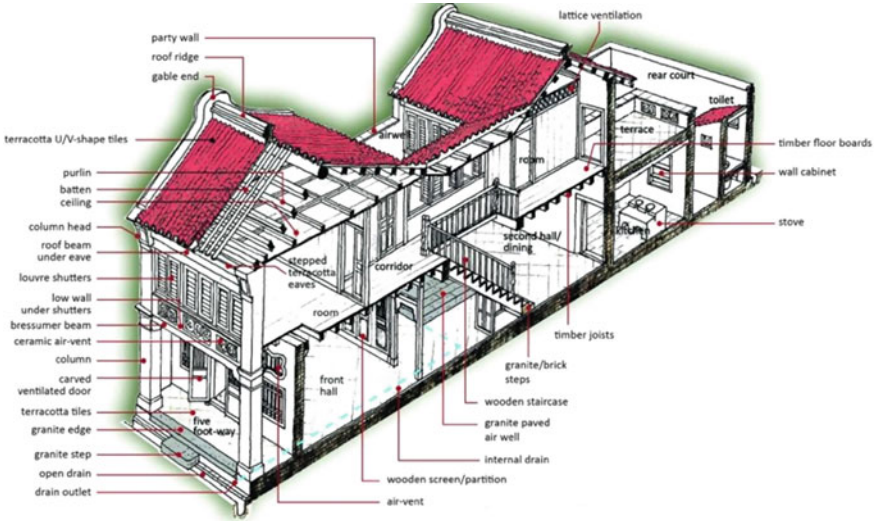 lattice ventilation
party wall
roof ridge
gable end
rear court
toilet
terracotta U/V-shape tiles
airwell
terrace
timber floor boards
room
purlin
wall cabinet
batten
ceiling
stove
column head
kitchen
second hall/
dining
roof beam
under eave
stepped
terracotta
eaves
corridor
louvre shutters
low wall
under shutters
room
bressumer beam
timber joists
ceramic air-vent
column
granite/brick
steps
carved
ventilated door
front
hall
wooden staircase
terracotta tiles
five
foot-way
granite paved
air well
granite edge
granite step
internal drain
open drain
wooden screen/partition
drain outlet
air-vent